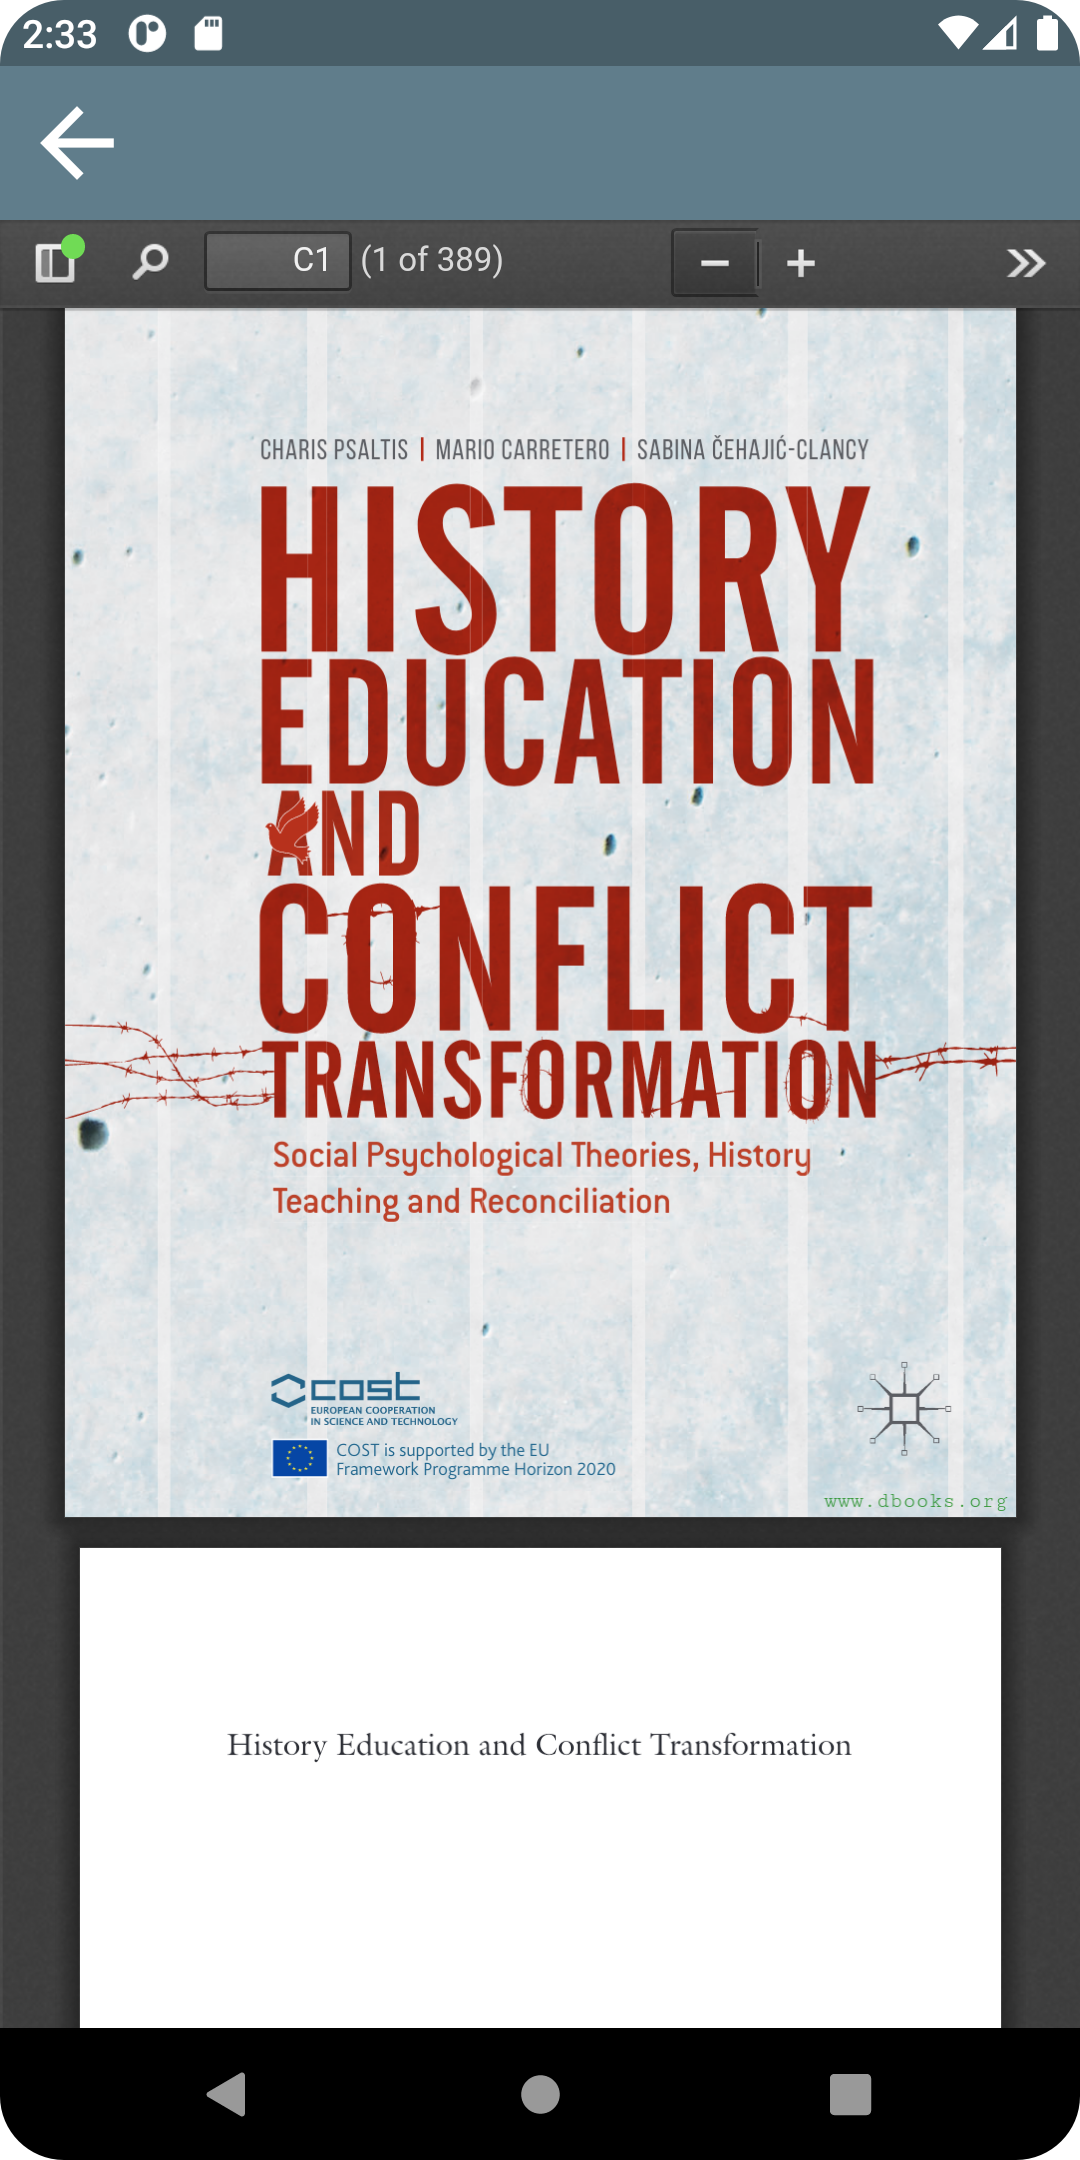 2:33
C1 (1 of 389)
CHARIS PSALTIS | MARIO CARRETERO | SABINA ČEHAJIĆ-CLANCY
HISTORY
EDUCATION
AND
CONFLICT
TRANSFORMATION
Social Psychological Theories, History
Teaching and Reconciliation
cost
EUROPEAN COOPERATION
IN SCIENCE AND TECHNOLOGY
COST is supported by the EU
Framework Programme Horizon 2020
www.dbooks.org
History Education and Conflict Transformation